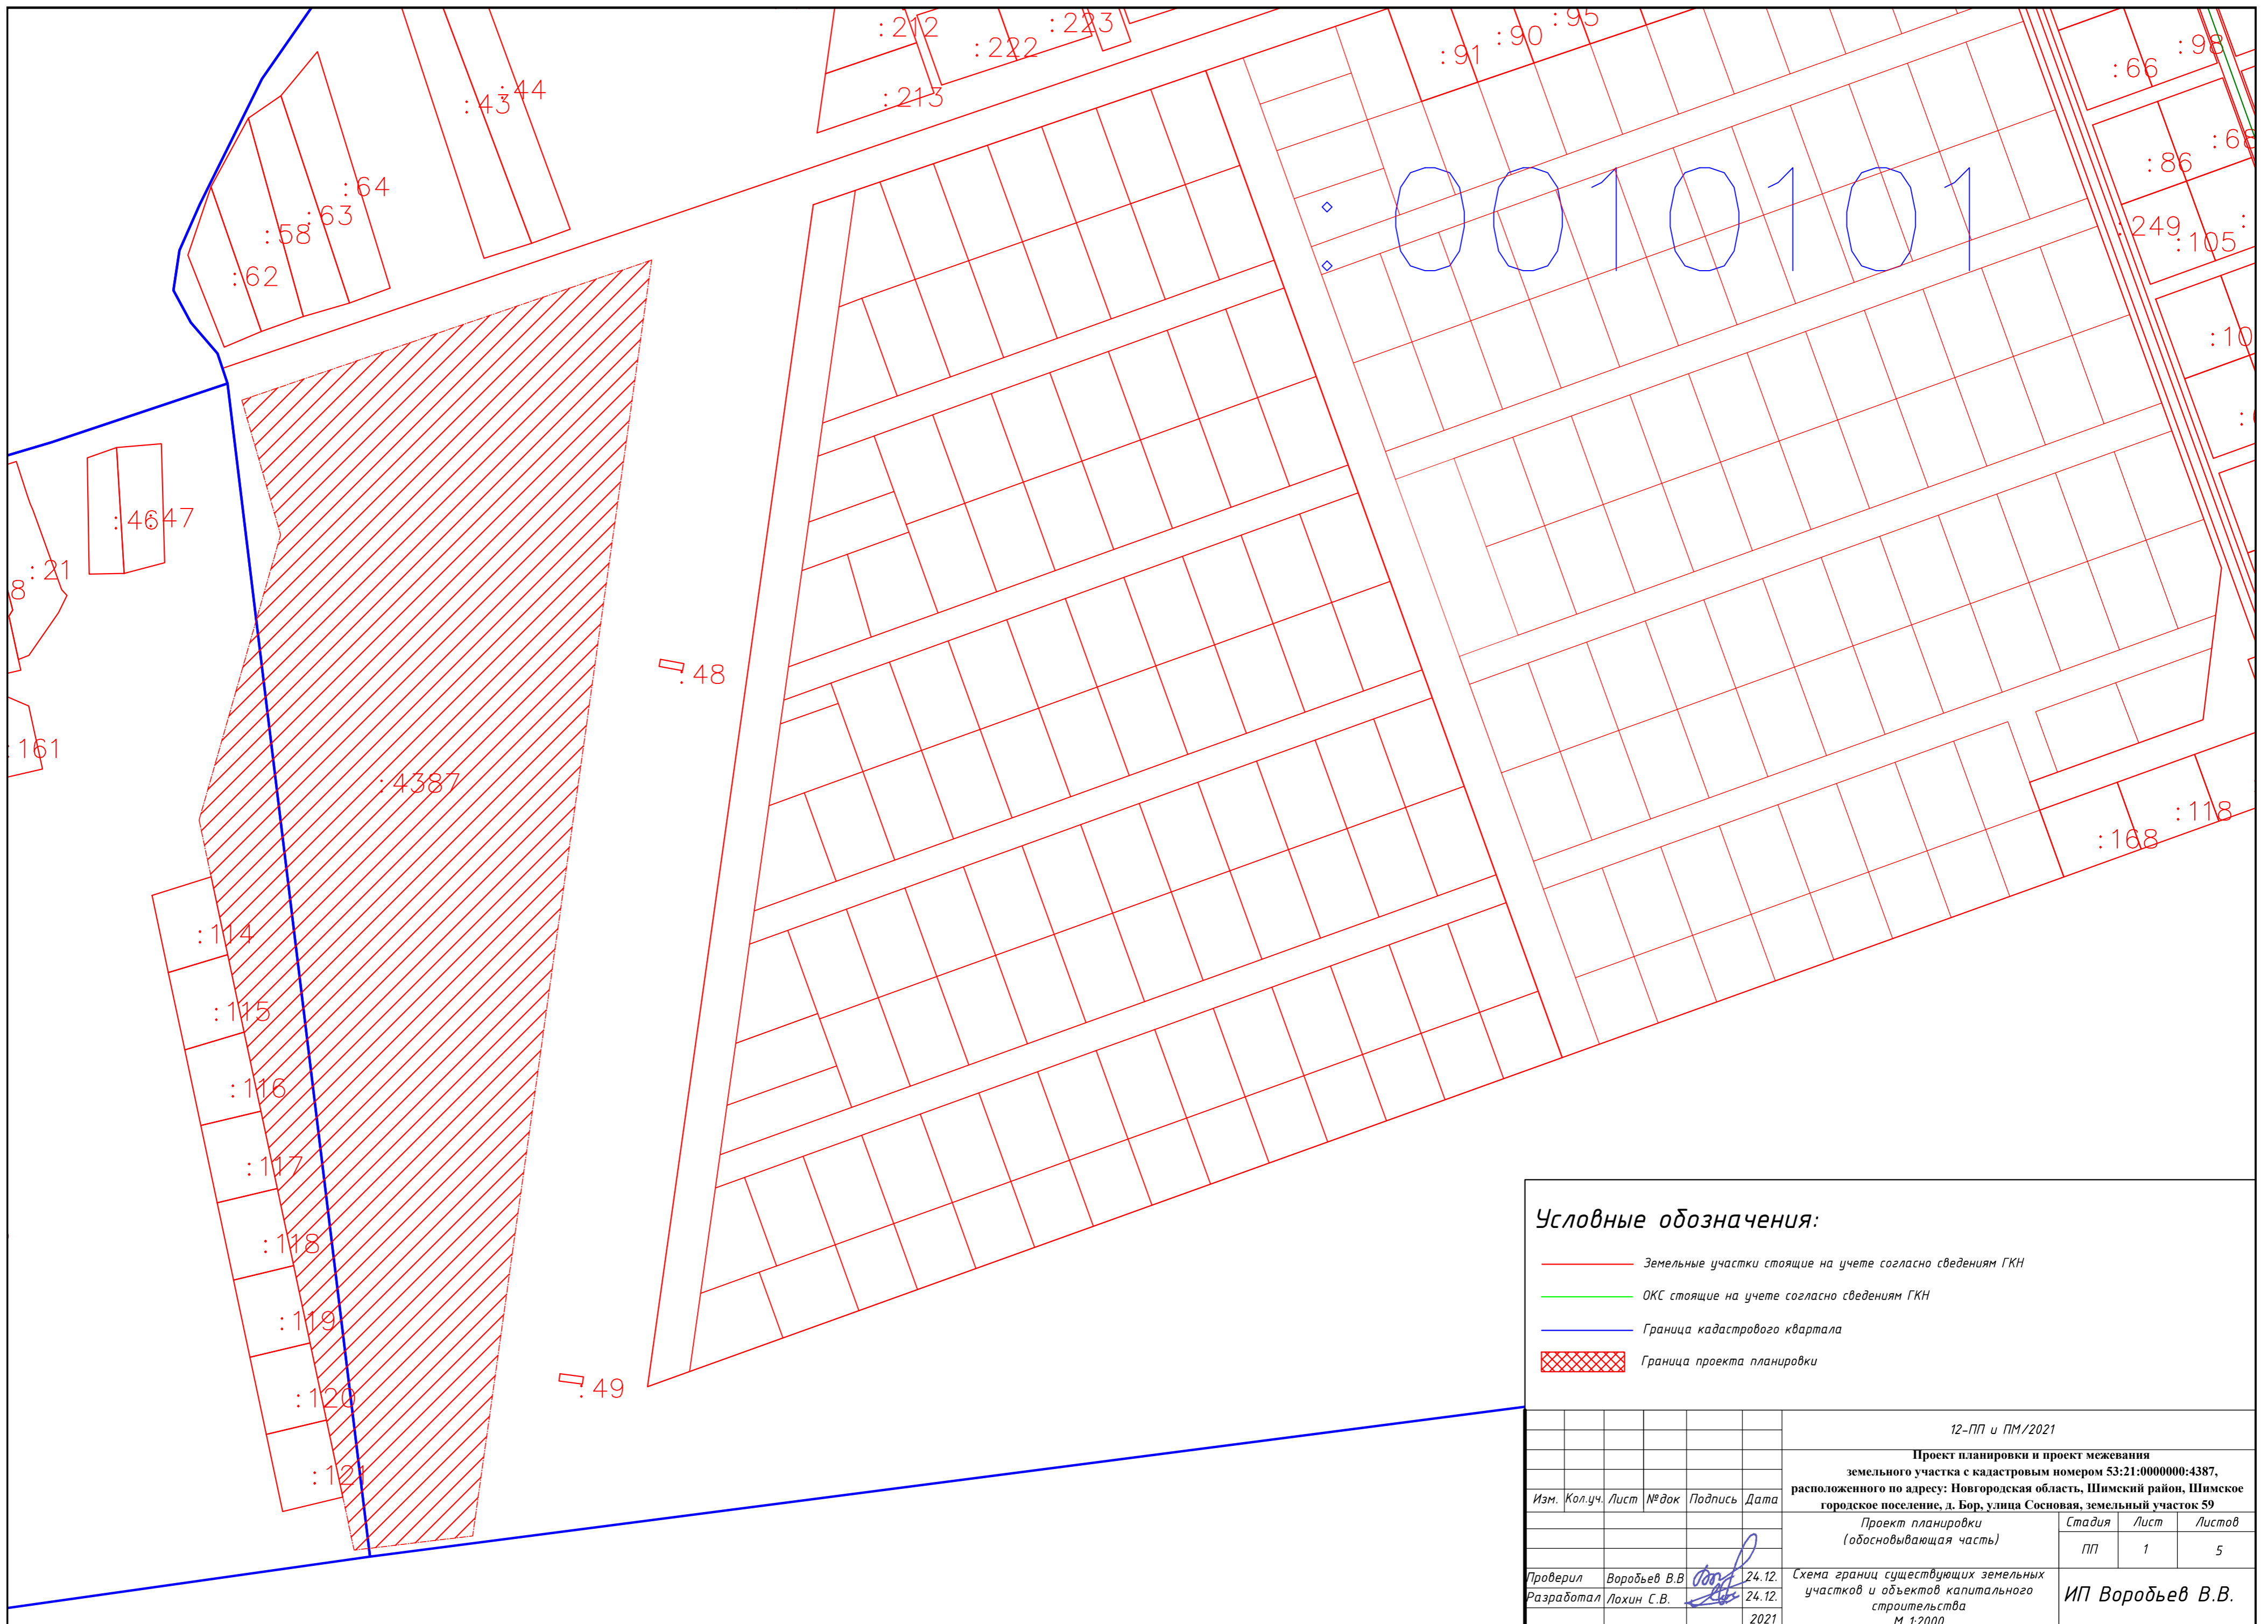 :212
:222
:223
:91
:90
:95
:66
:98
:43
:44
:213
:64
:63
:58
:62
0010101
:68
:86
:249
:105
:10
:46
:47
:21
8
:48
:161
:4387
:118
:168
:114
:115
:116
:117
:118
:119
:120
:121
:49
Условные обозначения:
Земельные участки стоящие на учете согласно сведениям ГКН
ОКС стоящие на учете согласно сведениям ГКН
Граница кадастрового квартала
Граница проекта планировки
12-ПП и ПМ/2021
Проект планировки и проект межевания
земельного участка с кадастровым номером 53:21:0000000:4387,
расположенного по адресу: Новгородская область, Шимский район, Шимское
городское поселение, д. Бор, улица Сосновая, земельный участок 59
Изм. Кол.уч. Лист №док Подпись Дата
Проект планировки
(обосновывающая часть)
Стадия Лист Листов
ПП 1 5
Проверил Воробьев В.В 24.12.
Разработал Лохин С.В. 24.12.
2021
Схема границ существующих земельных
участков и объектов капитального
строительства
М 1:2000
ИП Воробьев В.В.